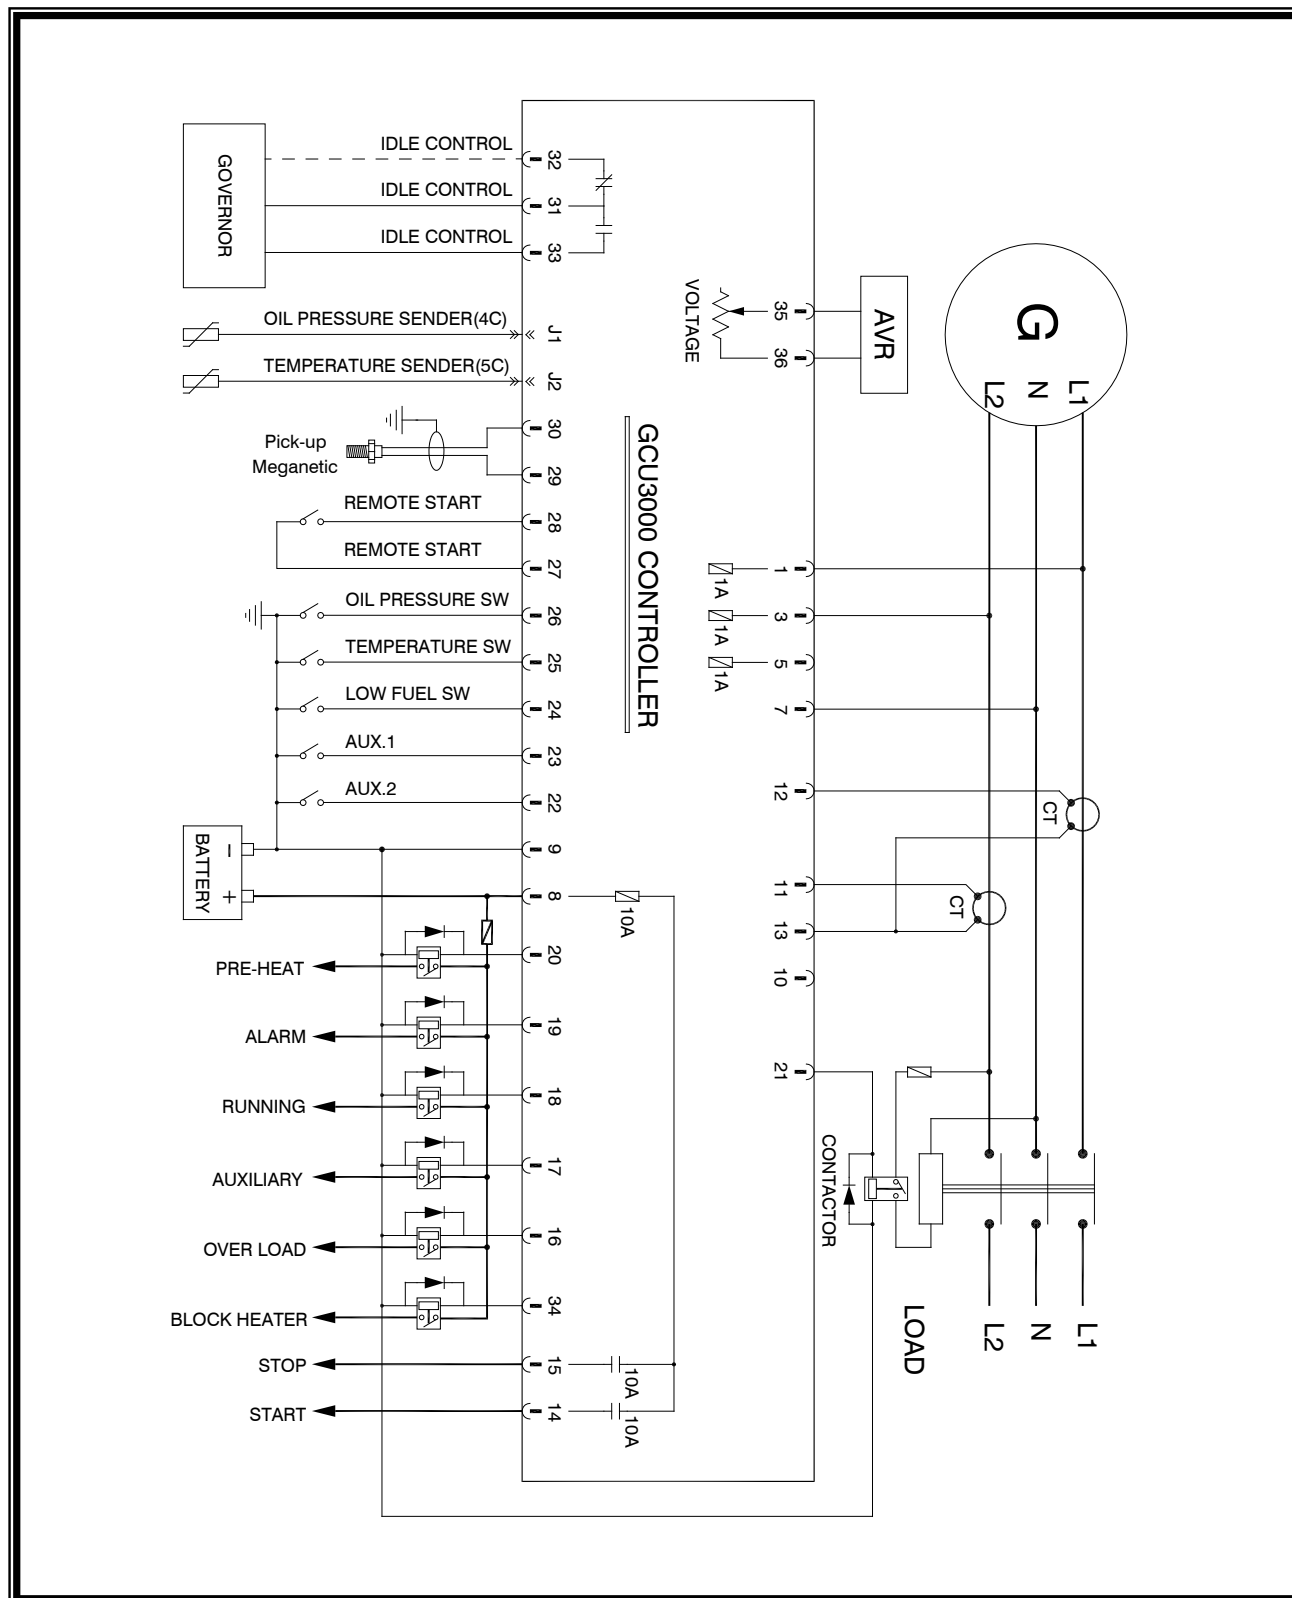 IDLE CONTROL
32
IDLE CONTROL
31
IDLE CONTROL
33
GOVERNOR
OIL PRESSURE SENDER(4C)
J1
TEMPERATURE SENDER(5C)
J2
30
Pick-up
Meganetic
29
REMOTE START
28
REMOTE START
27
OIL PRESSURE SW
26
TEMPERATURE SW
25
LOW FUEL SW
24
AUX.1
23
AUX.2
22
9
8
10A
BATTERY
-
+
PRE-HEAT
20
ALARM
19
RUNNING
18
AUXILIARY
17
OVER LOAD
16
BLOCK HEATER
34
STOP
15
10A
START
14
10A
GCU3000 CONTROLLER
VOLTAGE
35
36
AVR
G
L2
N
L1
1
1A
3
1A
5
1A
7
12
CT
11
CT
13
10
21
CONTACTOR
LOAD
L2
N
L1